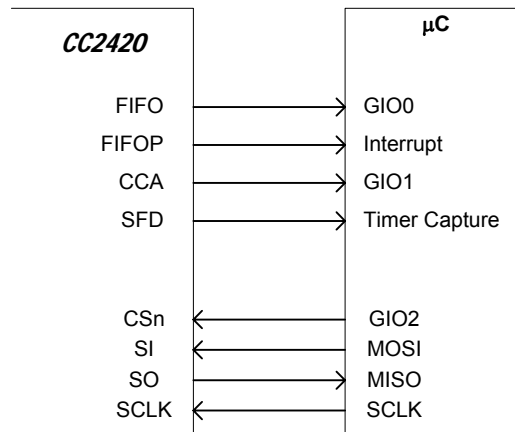 CC2420 μC
FIFO GIO0
FIFOP Interrupt
CCA GIO1
SFD Timer Capture
CSn GIO2
SI MOSI
SO MISO
SCLK SCLK